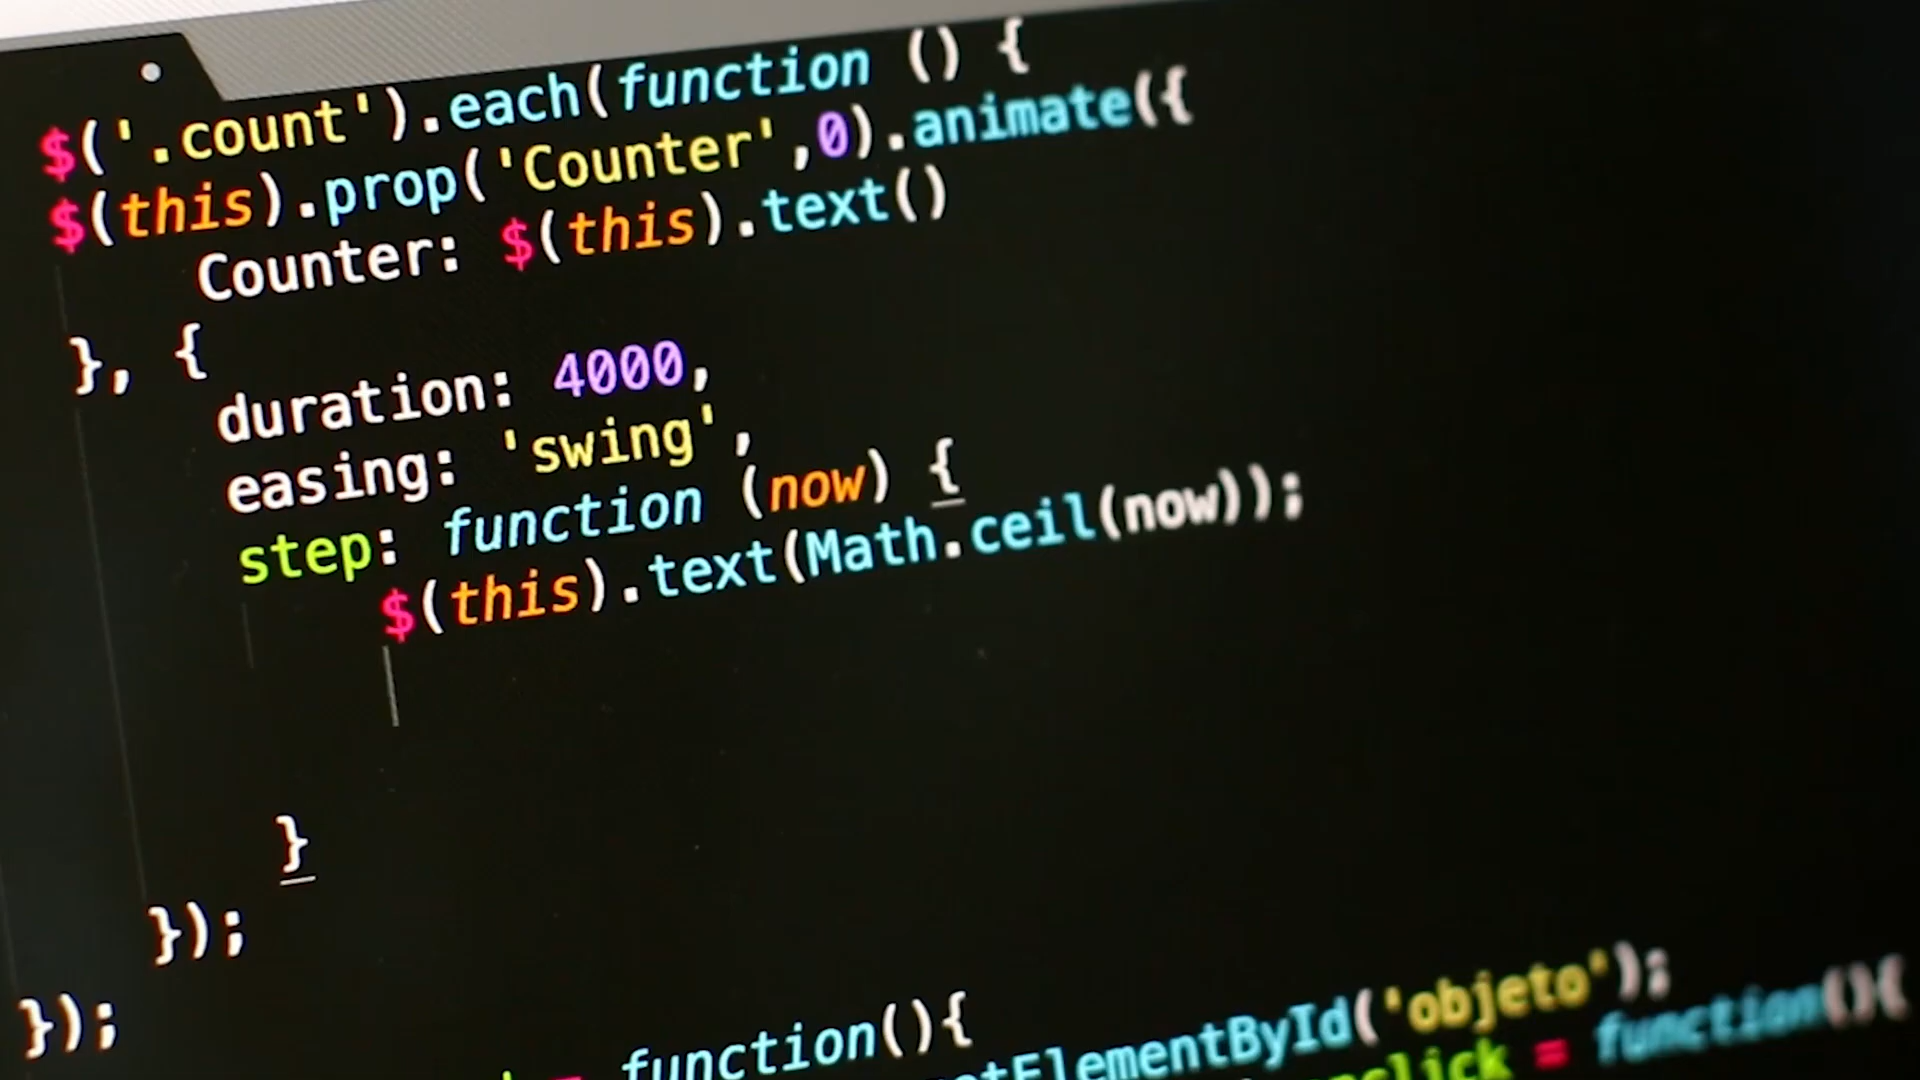 $('.count').each(function () {
$(this).prop('Counter',0).animate({
Counter: $(this).text()
}, {
duration: 4000,
easing: 'swing',
step: function (now) {
$(this).text(Math.ceil(now));
}
});
});
= function(){
ElementById('objeto');
= function(){